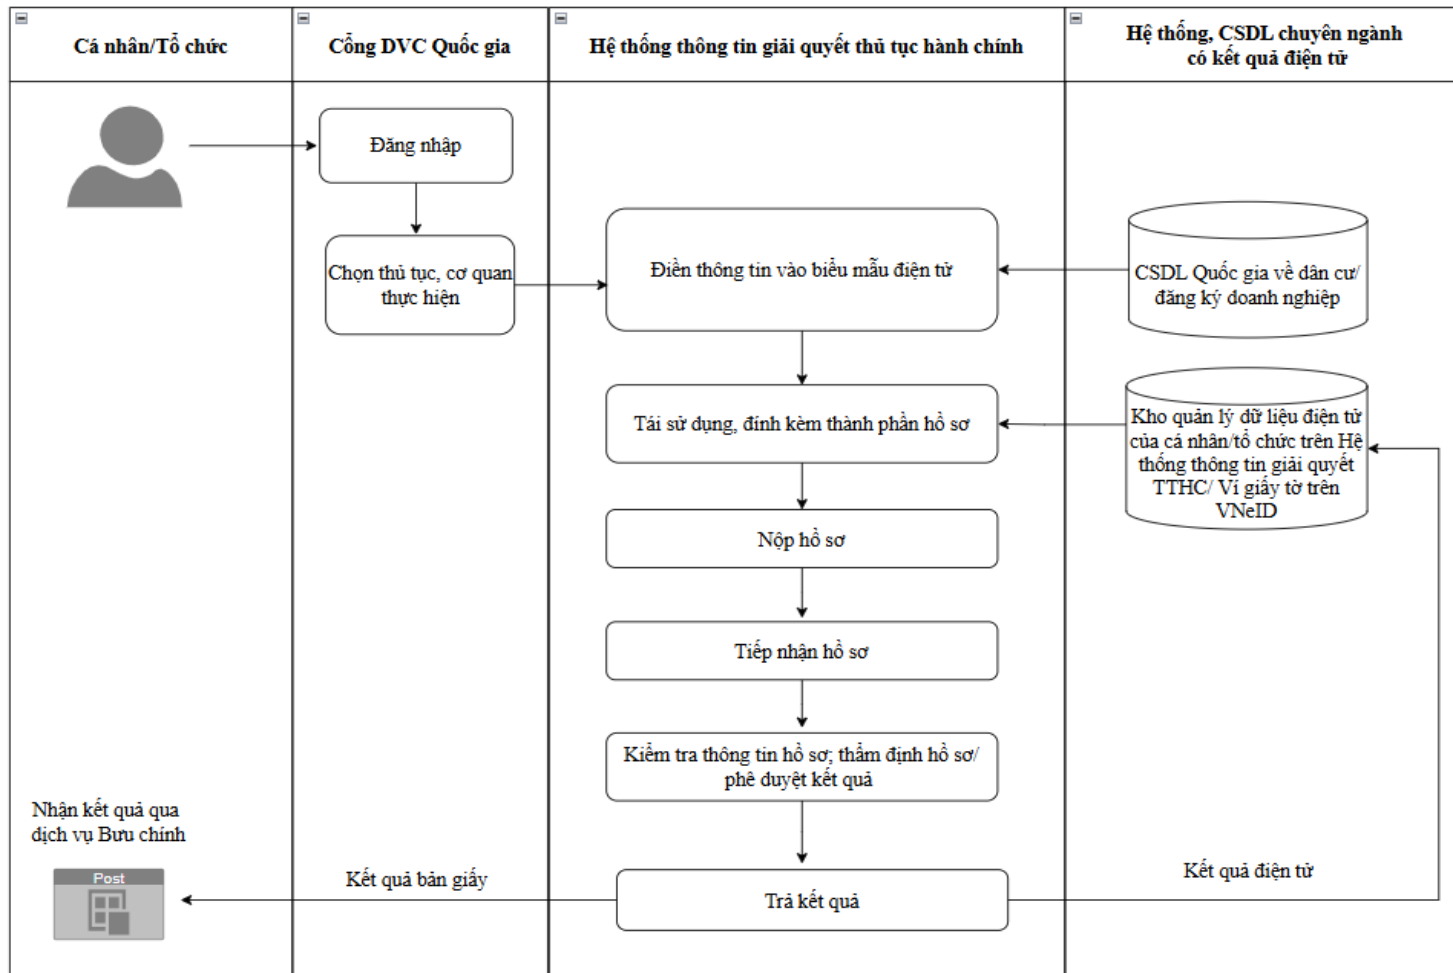 Cá nhân/Tổ chức
Cổng DVC Quốc gia
Hệ thống thông tin giải quyết thủ tục hành chính
Hệ thống, CSDL chuyên ngành
có kết quả điện tử
Đăng nhập
Chọn thủ tục, cơ quan
thực hiện
Điền thông tin vào biểu mẫu điện tử
CSDL Quốc gia về dân cư/
đăng ký doanh nghiệp
Tái sử dụng, đính kèm thành phần hồ sơ
Kho quản lý dữ liệu điện tử
của cá nhân/tổ chức trên Hệ
thống thông tin giải quyết
TTHC/ Ví giấy tờ trên
VNeID
Nộp hồ sơ
Tiếp nhận hồ sơ
Kiểm tra thông tin hồ sơ; thẩm định hồ sơ/
phê duyệt kết quả
Nhận kết quả qua
dịch vụ Bưu chính
Post
Kết quả bản giấy
Trả kết quả
Kết quả điện tử